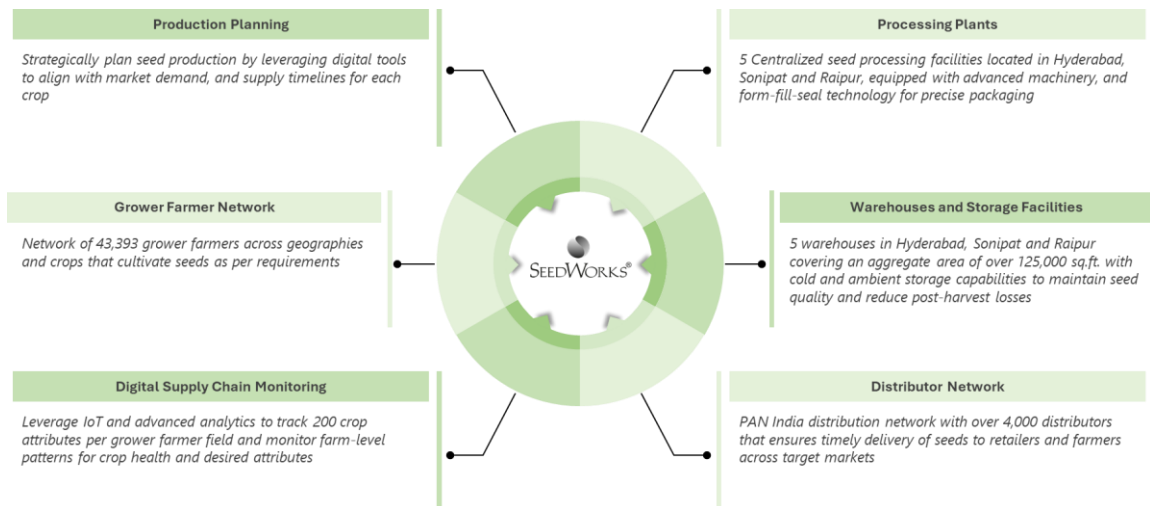 Production Planning
Strategically plan seed production by leveraging digital tools
to align with market demand, and supply timelines for each
crop
Processing Plants
5 Centralized seed processing facilities located in Hyderabad,
Sonipat and Raipur, equipped with advanced machinery, and
form-fill-seal technology for precise packaging
Grower Farmer Network
Network of 43,393 grower farmers across geographies
and crops that cultivate seeds as per requirements
SEEDWORKS®
Warehouses and Storage Facilities
5 warehouses in Hyderabad, Sonipat and Raipur
covering an aggregate area of over 125,000 sq.ft. with
cold and ambient storage capabilities to maintain seed
quality and reduce post-harvest losses
Digital Supply Chain Monitoring
Leverage IoT and advanced analytics to track 200 crop
attributes per grower farmer field and monitor farm-level
patterns for crop health and desired attributes
Distributor Network
PAN India distribution network with over 4,000 distributors
that ensures timely delivery of seeds to retailers and farmers
across target markets